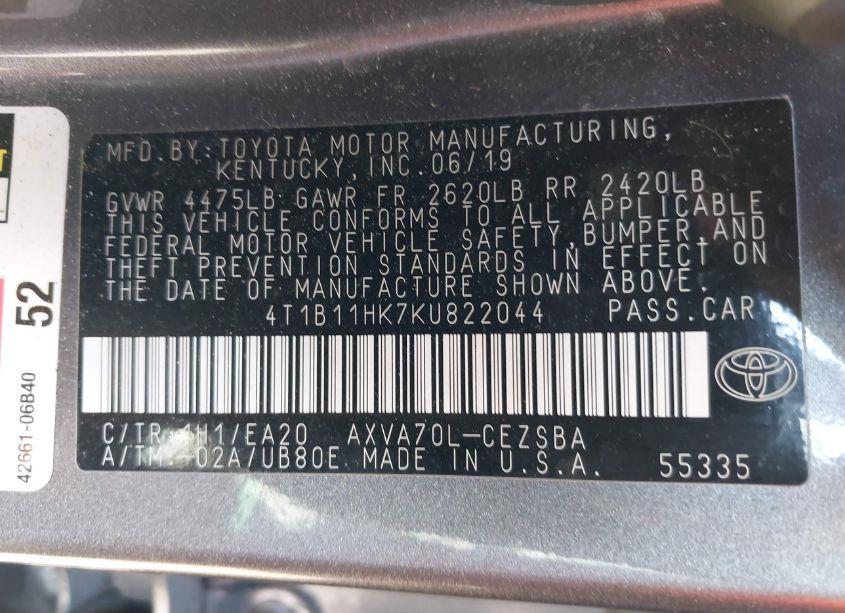 MFD.BY:TOYOTA MOTOR MANUFACTURING,
KENTUCKY,INC.06/19
GVWR 4475LB GAWR FR 2620LB RR 2420LB
THIS VEHICLE CONFORMS TO ALL APPLICABLE
FEDERAL MOTOR VEHICLE SAFETY,BUMPER,AND
THEFT PREVENTION STANDARDS IN EFFECT ON
THE DATE OF MANUFACTURE SHOWN ABOVE.
4T1B11HK7KU822044 PASS.CAR
C/TR 1H1/EA20 AXVA70L-CEZSBA
A/TM -02A/UB80E MADE IN U.S.A. 55335
52
42661-06B40